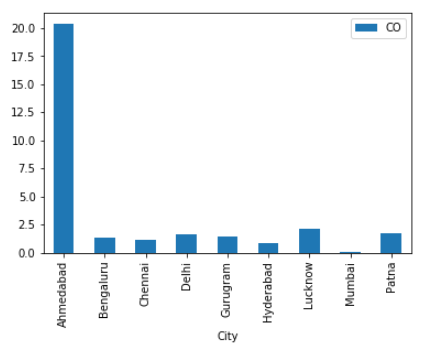 CO
20.0
17.5
15.0
12.5
10.0
7.5
5.0
2.5
0.0
Ahmedabad
Bengaluru
Chennai
Delhi
Gurugram
Hyderabad
Lucknow
Mumbai
Patna
City